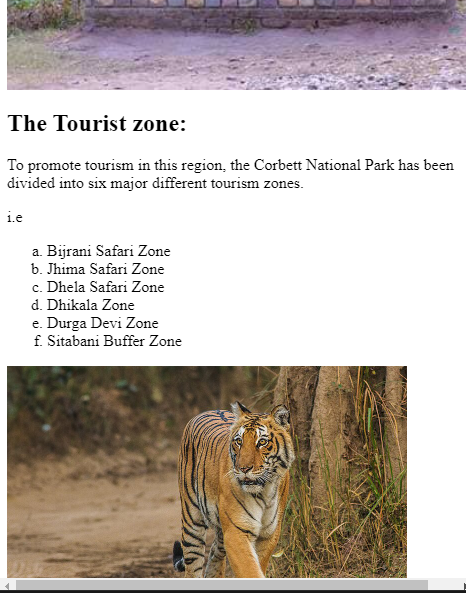 The Tourist zone:
To promote tourism in this region, the Corbett National Park has been
divided into six major different tourism zones.
i.e
a. Bijrani Safari Zone
b. Jhima Safari Zone
c. Dhela Safari Zone
d. Dhikala Zone
e. Durga Devi Zone
f. Sitabani Buffer Zone